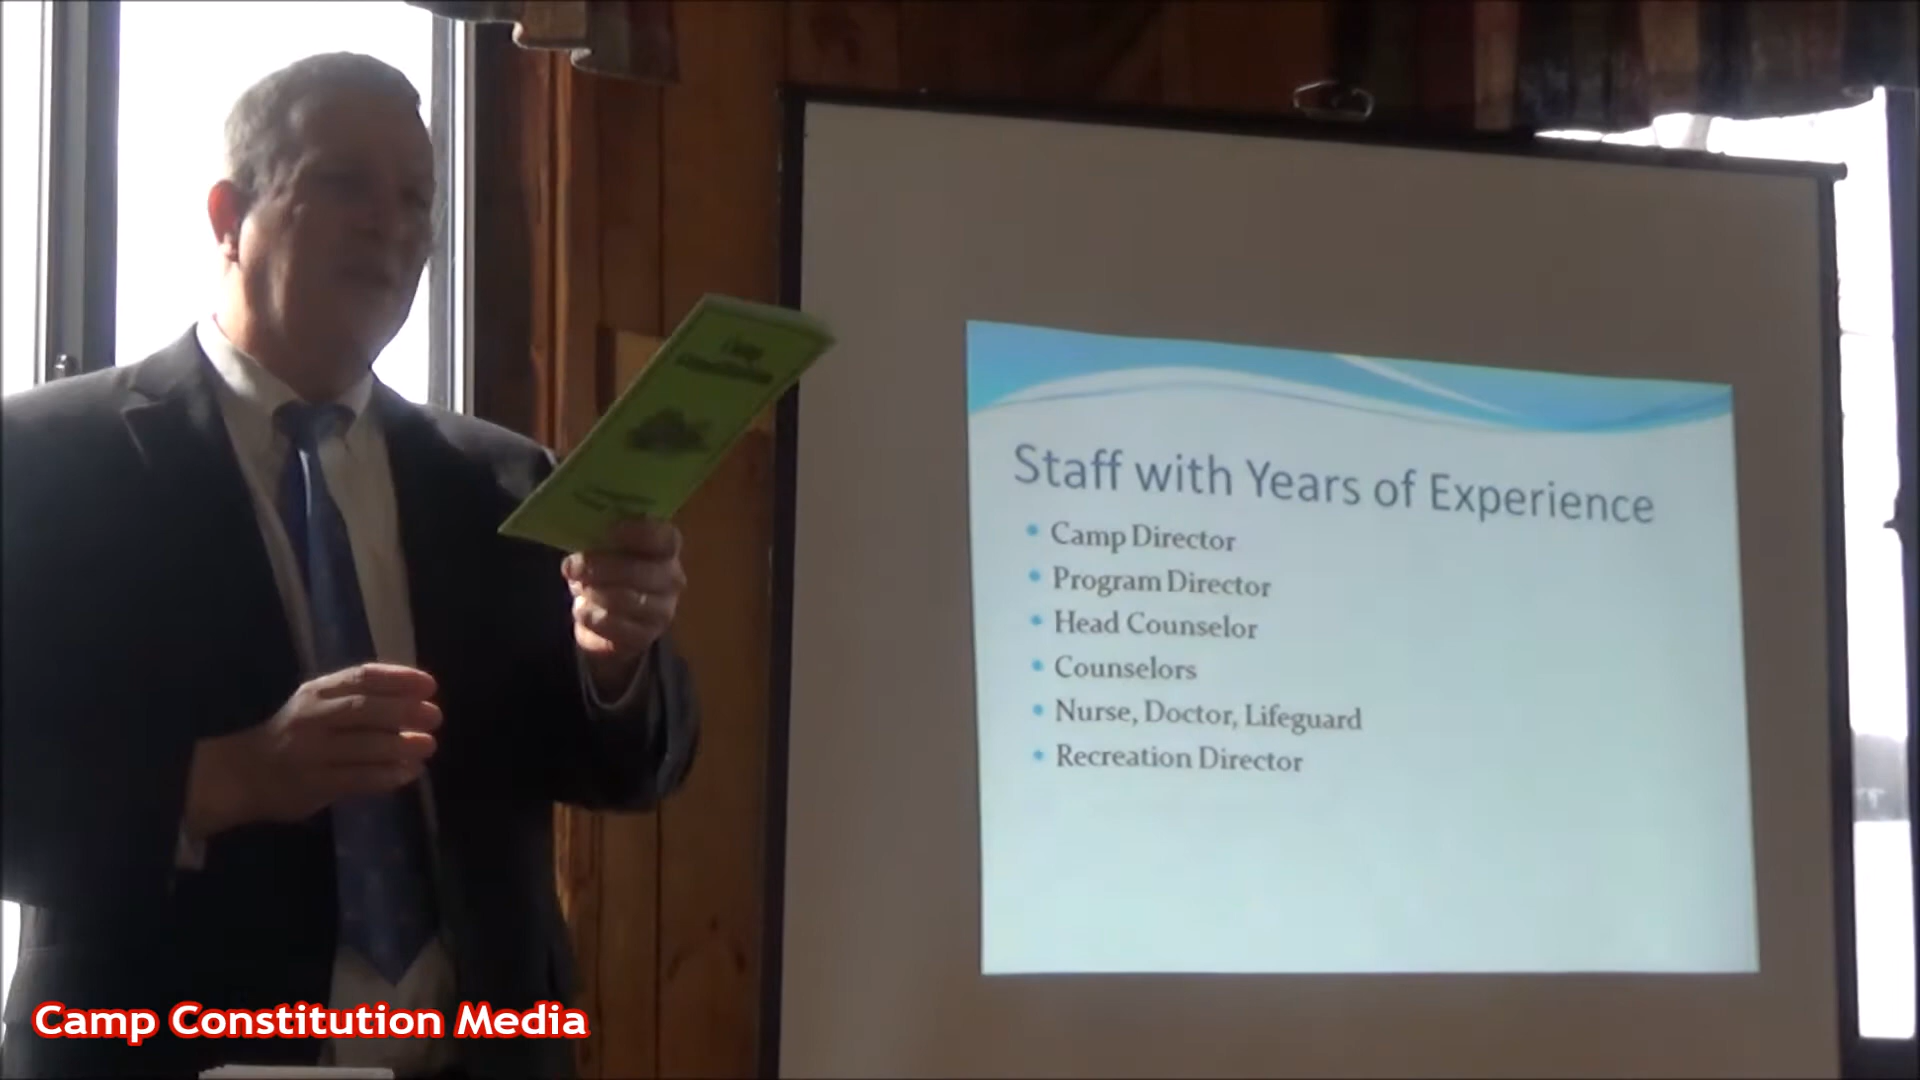 Staff with Years of Experience
Camp Director
Program Director
Head Counselor
Counselors
Nurse, Doctor, Lifeguard
Recreation Director
Camp Constitution Media